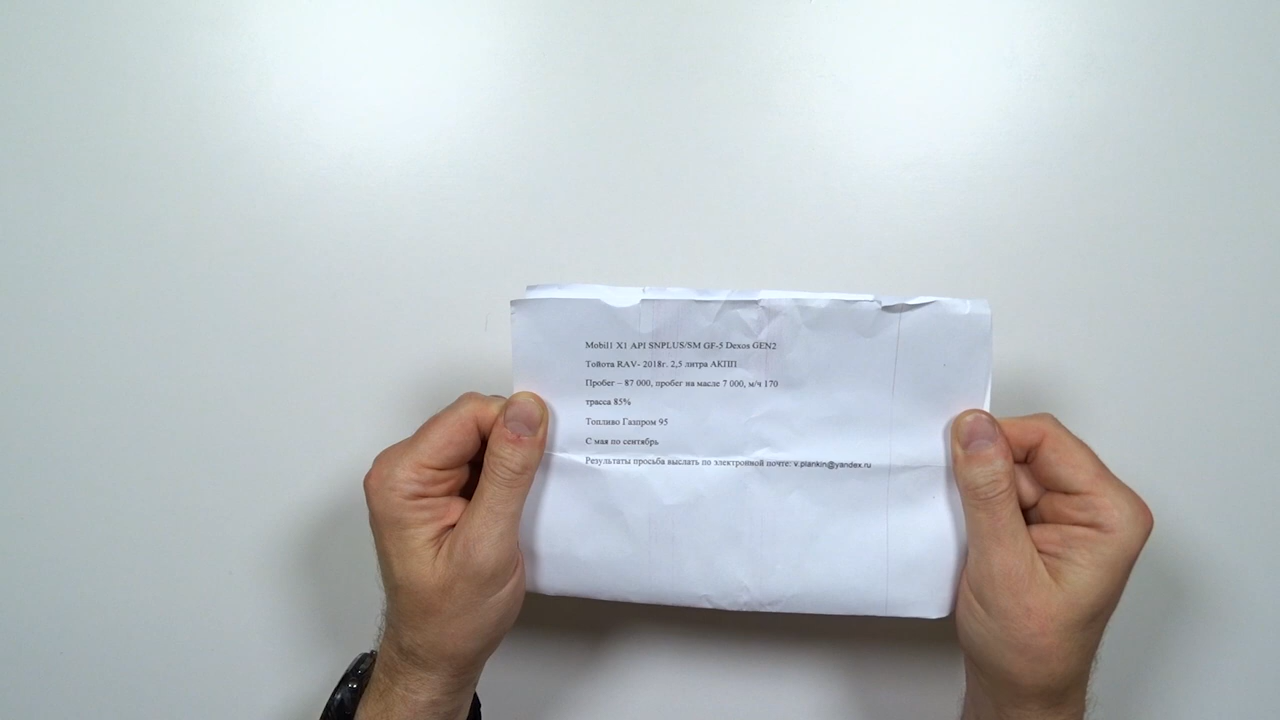 Mobil1 X1 API SNPLUS/SM GF-5 Dexos GEN2
Тойота RAV- 2018г. 2,5 литра АКПП
Пробег – 87 000, пробег на масле 7 000, м/ч 170
трасса 85%
Топливо Газпром 95
С мая по сентябрь
Результаты просьба выслать по электронной почте: v.plankin@yandex.ru